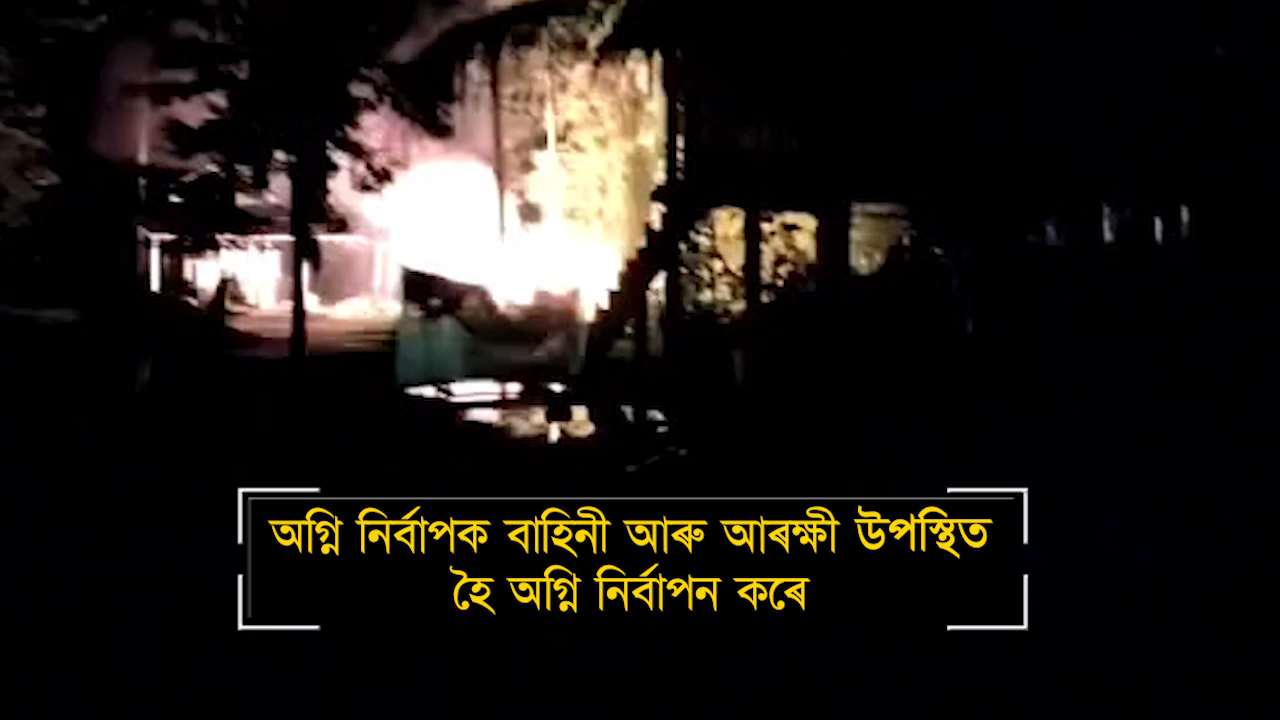 অগ্নি নিৰ্বাপক বাহিনী আৰু আৰক্ষী উপস্থিত
হৈ অগ্নি নিৰ্বাপন কৰে